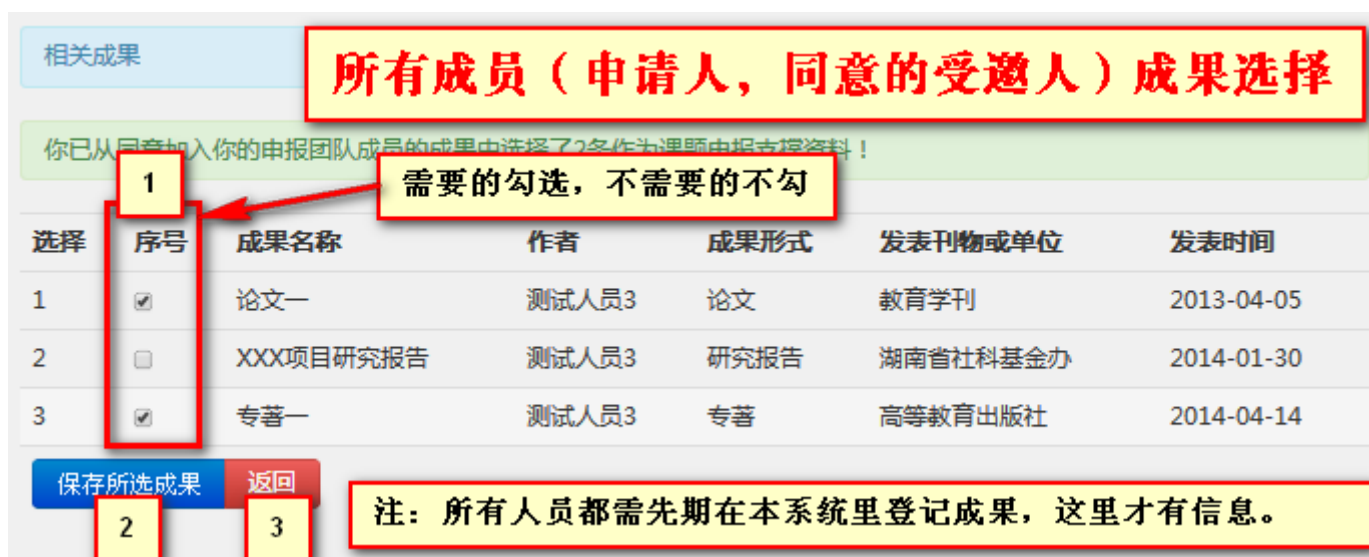 相关成果
所有成员（申请人，同意的受邀人）成果选择
你已从同意加入你的申报团队成员的成果中选择了2条作为课题申报支撑资料！
1
需要的勾选，不需要的不勾
选择 序号 成果名称 作者 成果形式 发表刊物或单位 发表时间
1 论文一 测试人员3 论文 教育学刊 2013-04-05
2 XXX项目研究报告 测试人员3 研究报告 湖南省社科基金办 2014-01-30
3 专著一 测试人员3 专著 高等教育出版社 2014-04-14
保存所选成果 返回
2 3
注：所有人员都需先期在本系统里登记成果，这里才有信息。